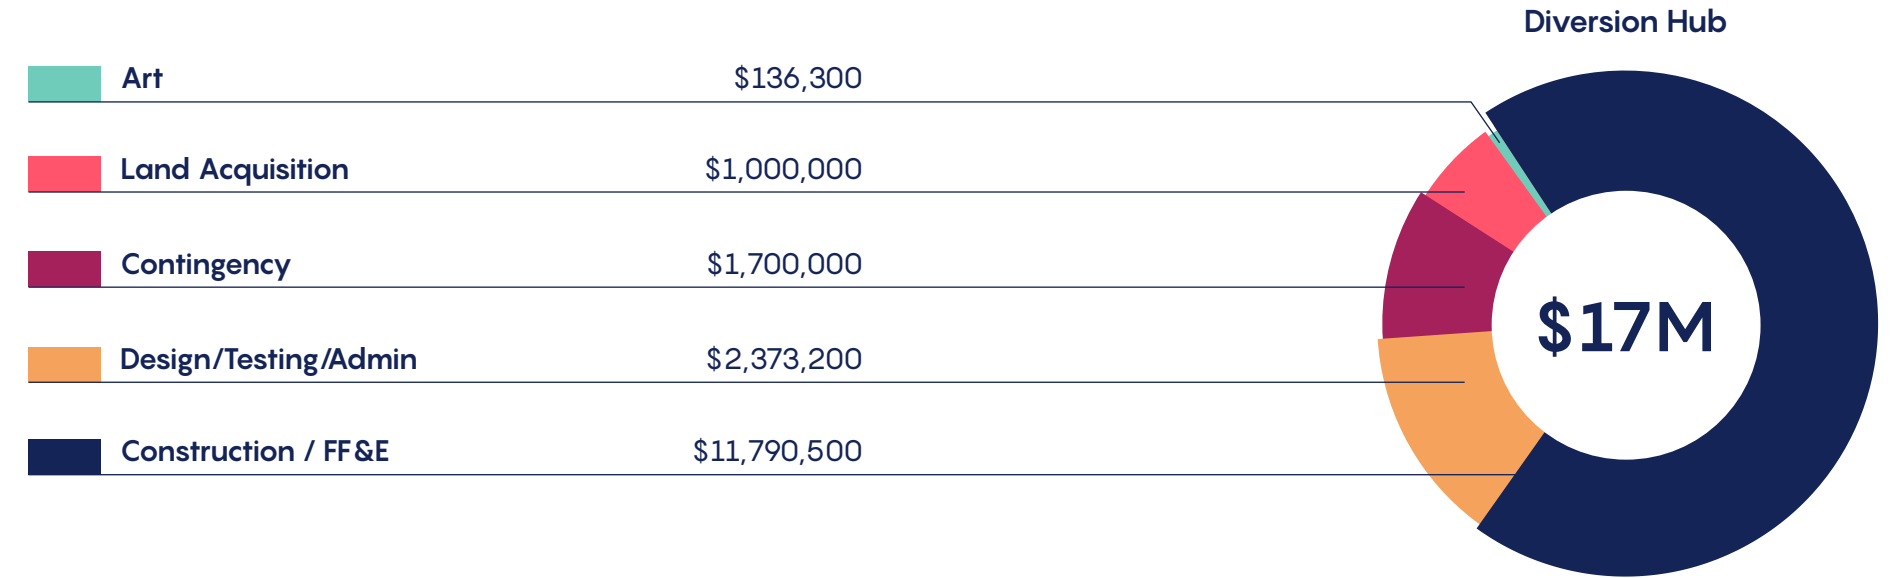 Diversion Hub
Art $136,300
Land Acquisition $1,000,000
Contingency $1,700,000
Design/Testing/Admin $2,373,200
Construction / FF&E $11,790,500
$17M